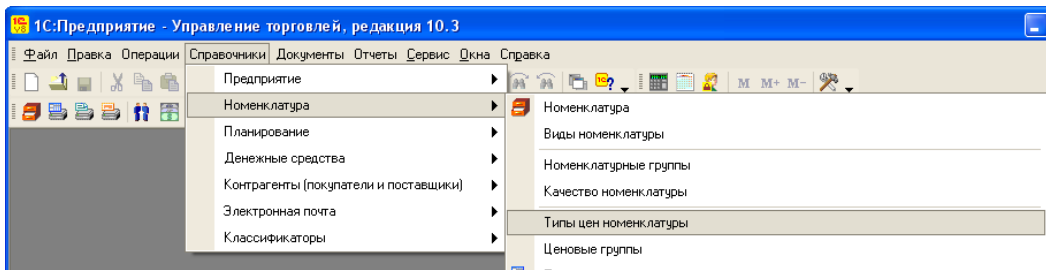 1С:Предприятие - Управление торговлей, редакция 10.3
Файл Правка Операции Справочники Документы Отчеты Сервис Окна Справка
M M+ M-
Предприятие
Номенклатура
Планирование
Денежные средства
Контрагенты (покупатели и поставщики)
Электронная почта
Классификаторы
Номенклатура
Виды номенклатуры
Номенклатурные группы
Качество номенклатуры
Типы цен номенклатуры
Ценовые группы